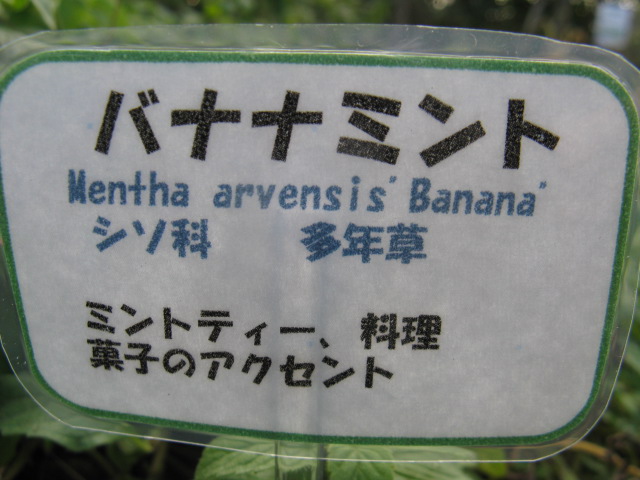 バナナミント
Mentha arvensis'Banana'
シソ科 多年草
ミントティー、料理
菓子のアクセント